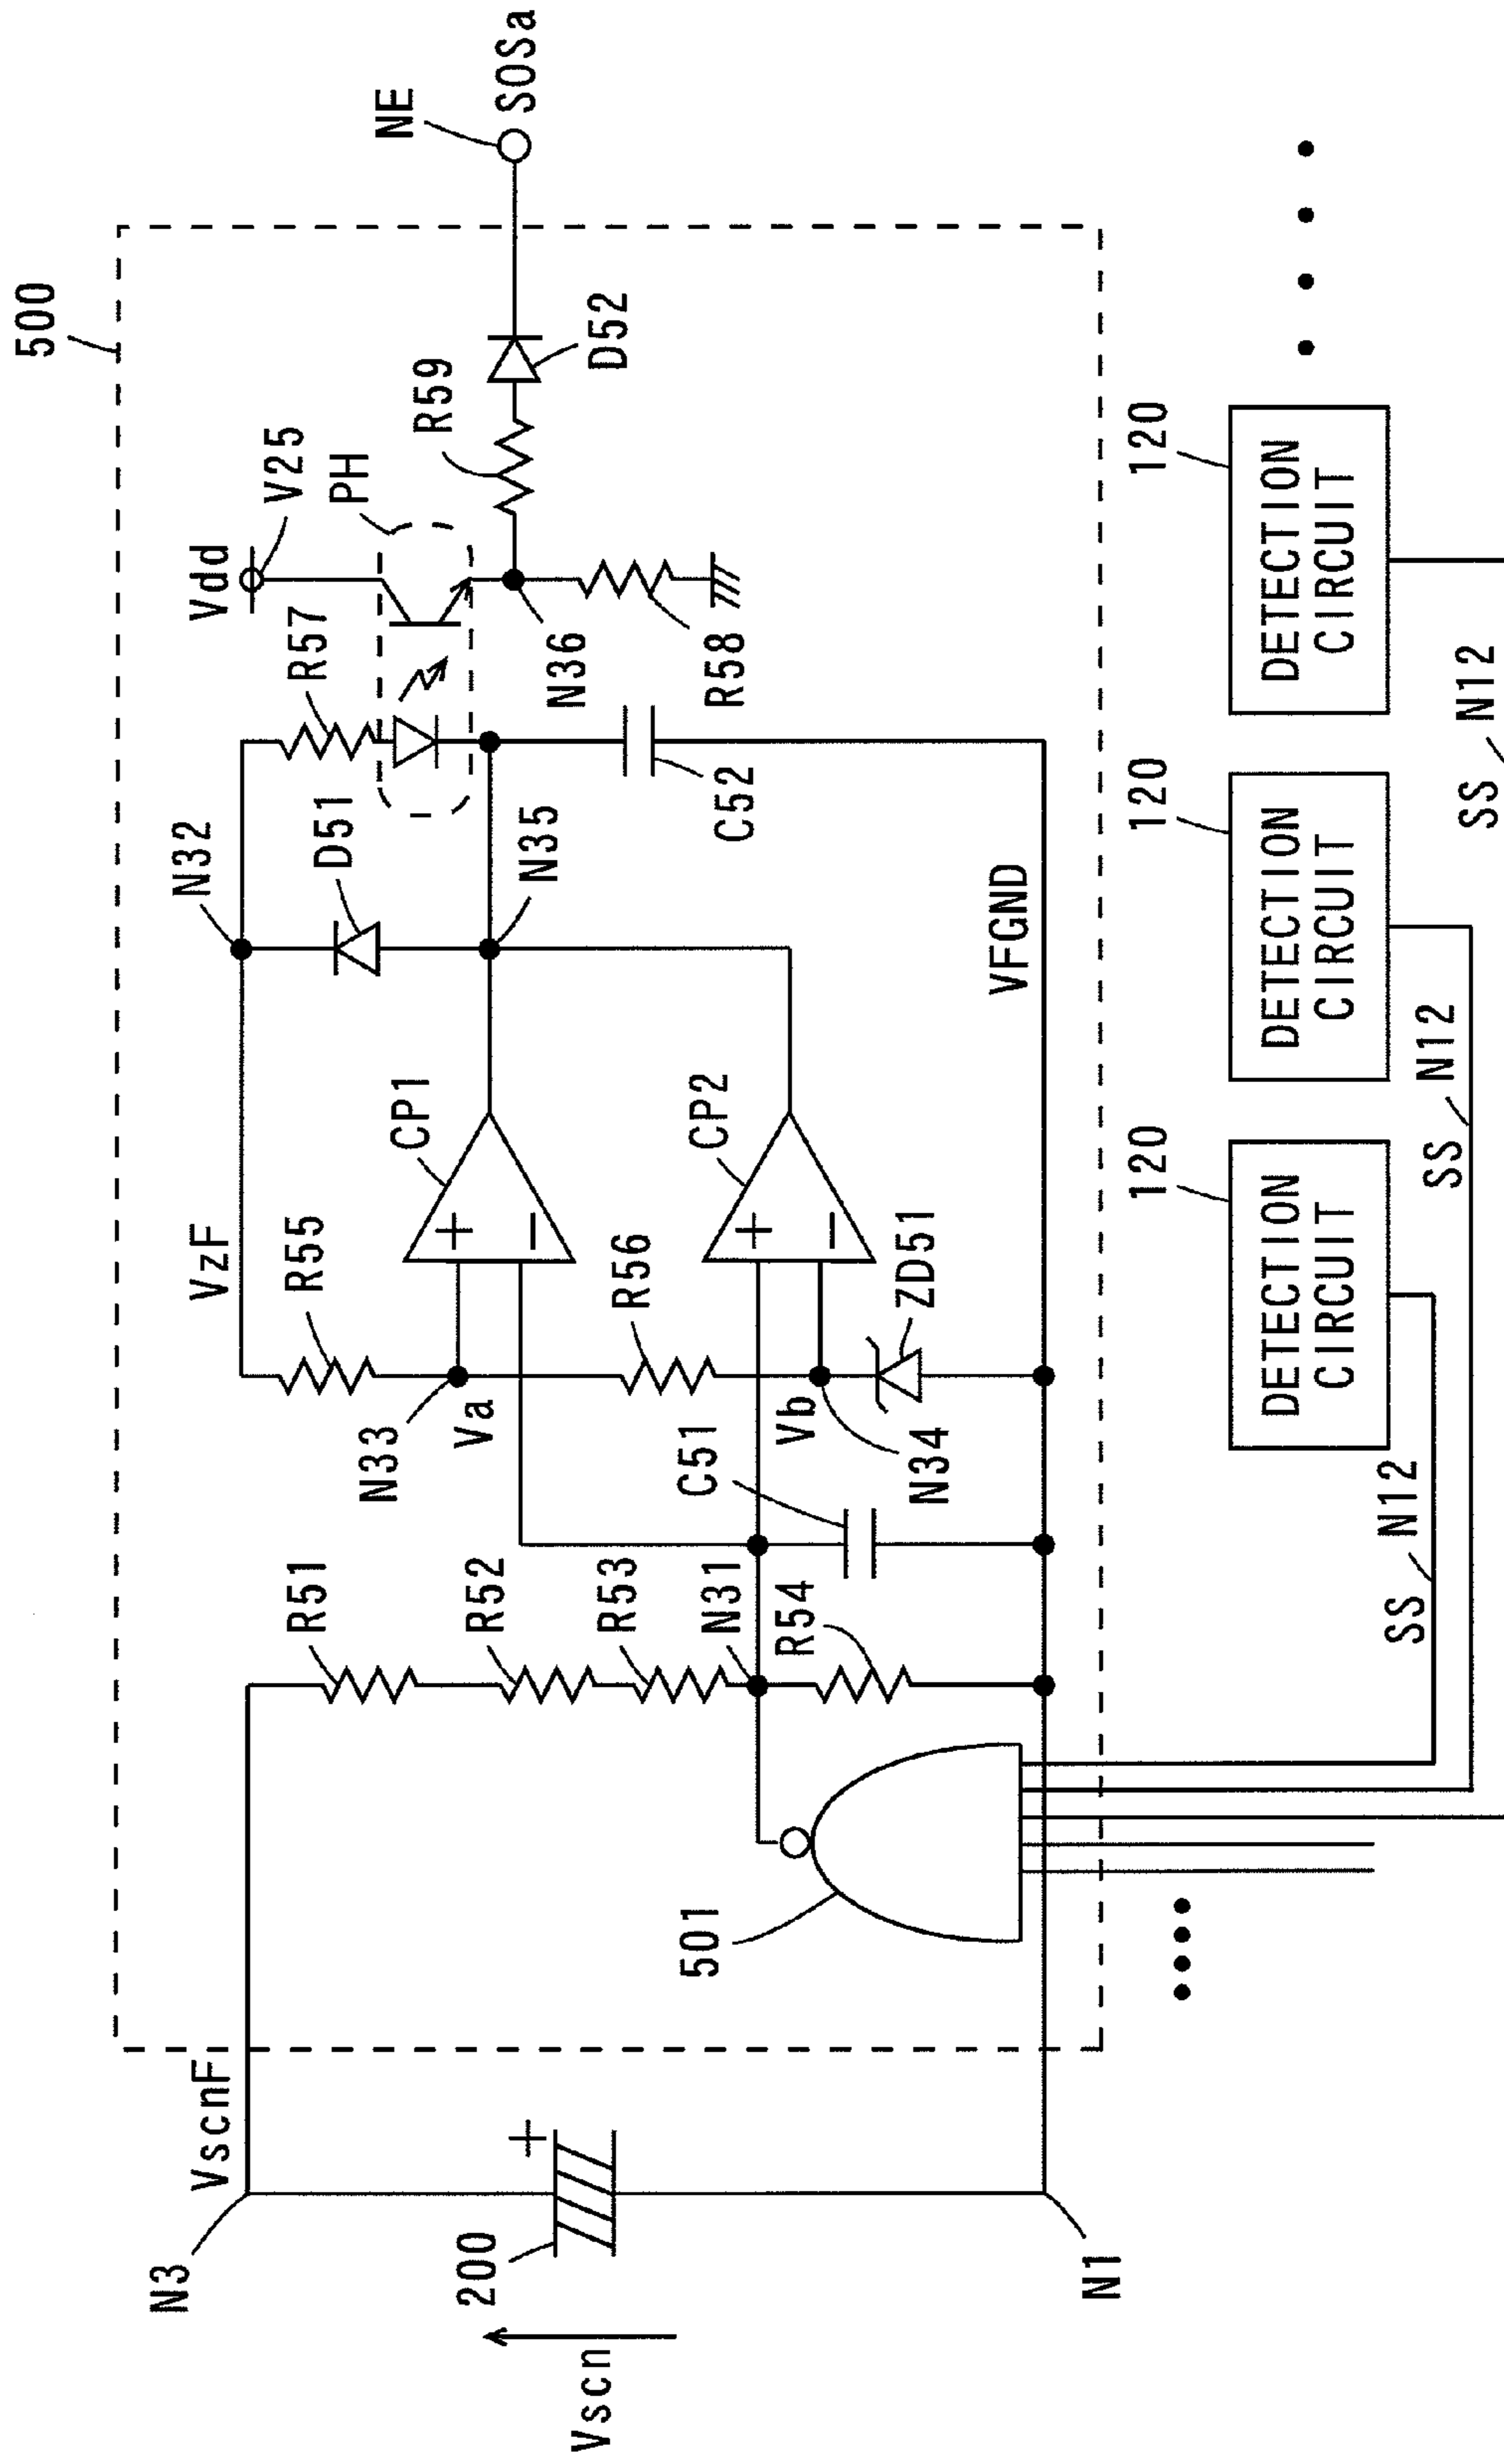 500
VscnF
N3
200
Vscn
N1
R51
R52
R53
N31
R54
501
VzF
R55
N33
Va
R56
C51
Vb
N34
ZD51
CP1
CP2
N32
D51
N35
VFGND
R57
C52
Vdd
V25
PH
N36
R58
R59
D52
NE
SOSa
120
DETECTION
CIRCUIT
SS
N12
120
DETECTION
CIRCUIT
SS
N12
120
DETECTION
CIRCUIT
SS
N12